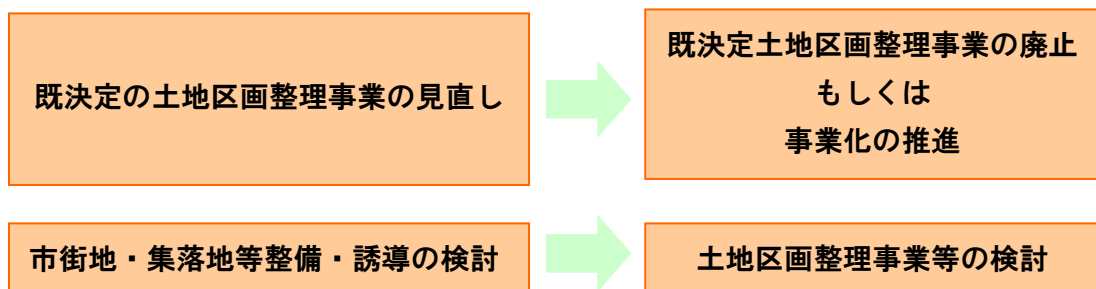 既決定の土地区画整理事業の見直し
既決定土地区画整理事業の廃止
もしくは
事業化の推進
市街地・集落地等整備・誘導の検討
土地区画整理事業等の検討